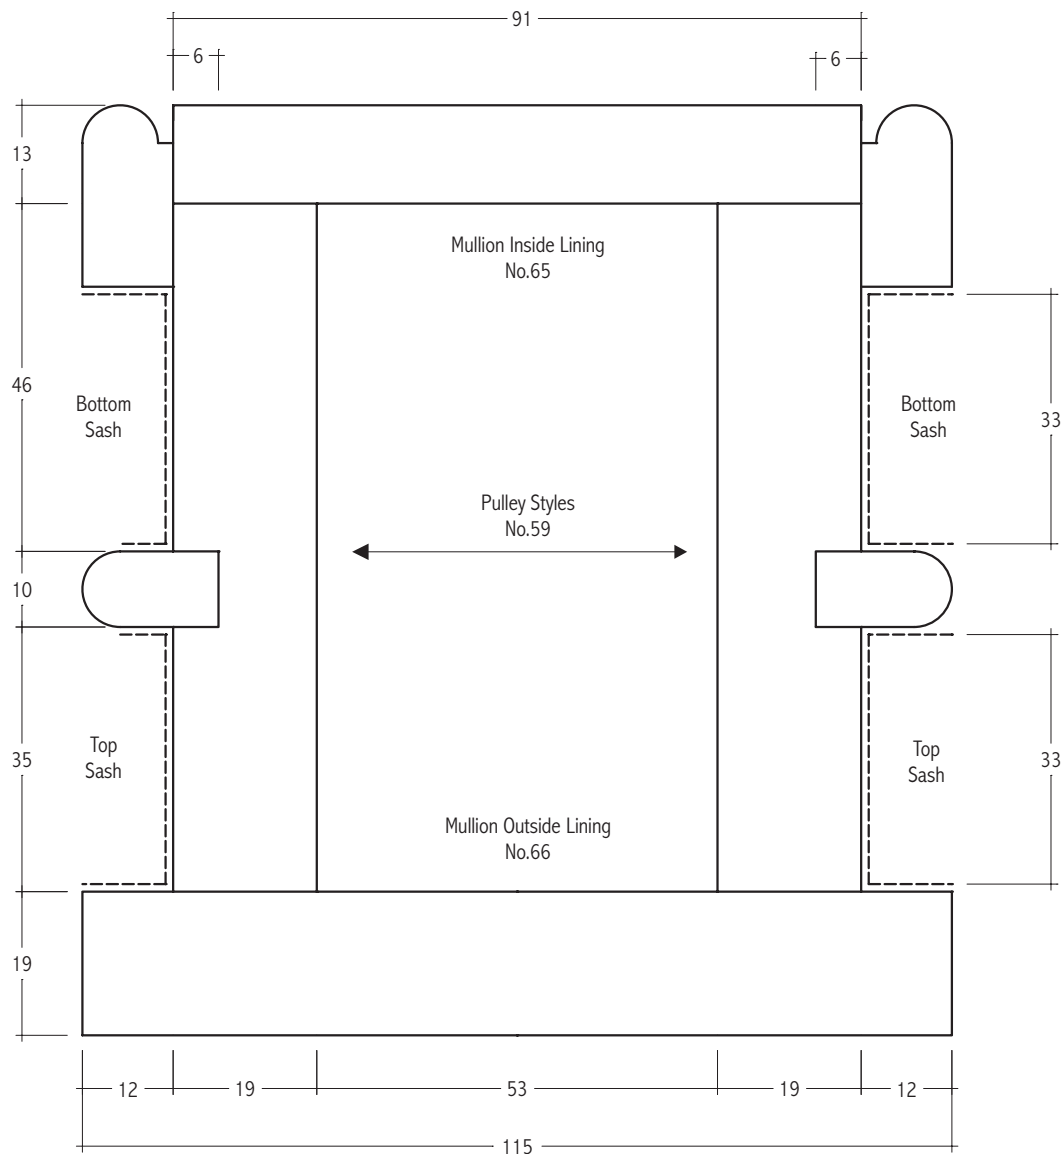 91
6
6
13
Mullion Inside Lining
No.65
46
Bottom
Sash
Bottom
Sash
33
Pulley Styles
No.59
10
35
Top
Sash
Top
Sash
33
Mullion Outside Lining
No.66
19
12
19
53
19
12
115